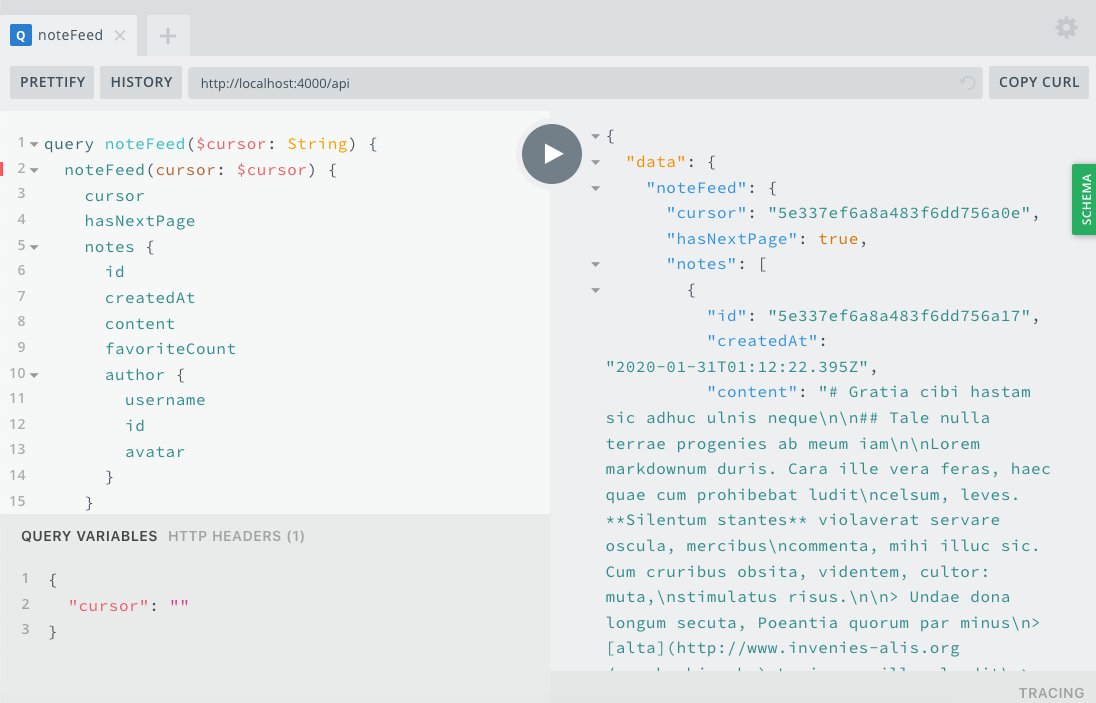 Q noteFeed
PRETTIFY HISTORY http://localhost:4000/api COPY CURL
1 query noteFeed($cursor: String) {
2 noteFeed(cursor: $cursor) {
3 cursor
4 hasNextPage
5 notes {
6 id
7 createdAt
8 content
9 favoriteCount
10 author {
11 username
12 id
13 avatar
14 }
15 }
QUERY VARIABLES HTTP HEADERS (1)
1 {
2 "cursor": ""
3 }
{
"data": {
"noteFeed": {
"cursor": "5e337ef6a8a483f6dd756a0e",
"hasNextPage": true,
"notes": [
{
"id": "5e337ef6a8a483f6dd756a17",
"createdAt":
"2020-01-31T01:12:22.395Z",
"content": "# Gratia cibi hastam
sic adhuc ulnis neque\n\n## Tale nulla
terrae progenies ab meum iam\n\nLorem
markdownum duris. Cara ille vera feras, haec
quae cum prohibebat ludit\ncelsum, leves.
**Silentum stantes** violaverat servare
oscula, mercibus\ncommenta, mihi illuc sic.
Cum cruribus obsita, videntem, cultor:
muta,\nstimulatus risus.\n\n> Undae dona
longum secuta, Poeantia quorum par minus\n>
[alta](http://www.invenies-alis.org
SCHEMA
TRACING